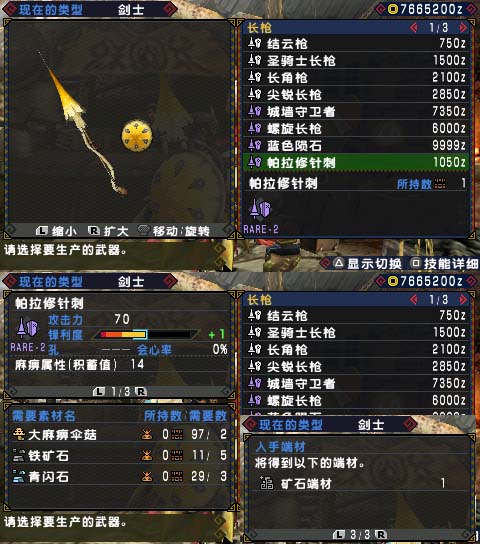 现在的类型 剑士
7665200z
长枪 1/3
结云枪 750z
圣骑士长枪 1500z
长角枪 2100z
尖锐长枪 2850z
城墙守卫者 7350z
螺旋长枪 6000z
蓝色陨石 9999z
帕拉修针刺 1050z
帕拉修针刺 所持数 1
RARE-2
L 缩小 R 扩大 移动/旋转
请选择要生产的武器。
△显示切换 □技能详细
现在的类型 剑士
7665200z
帕拉修针刺
攻击力 70
锋利度 +1
RARE-2 孔 --- 会心率 0%
麻痹属性(积蓄值) 14
L 1/3 R
长枪 1/3
结云枪 750z
圣骑士长枪 1500z
长角枪 2100z
尖锐长枪 2850z
城墙守卫者 7350z
螺旋长枪 6000z
需要素材名 所持数 需要数
大麻痹伞菇 0 97/ 2
铁矿石 0 11/ 5
青闪石 0 29/ 3
请选择要生产的武器。
现在的类型 剑士
入手端材
将得到以下的端材。
矿石端材 1
L 3/3 R